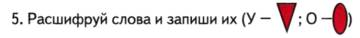 5. Расшифруй слова и запиши их (У – ; О – )